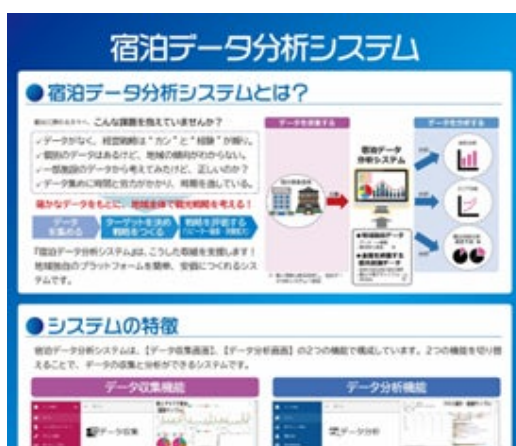 宿泊データ分析システム
●宿泊データ分析システムとは?
こんな課題を抱えていませんか?
✓データがなく、経営戦略は"カン"と"経験"が頼り。
✓個別のデータはあるけど、地域の傾向がわからない。
✓一部施設のデータから考えてみたけど、正しいのか?
✓データ集めに時間と労力がかかり、時期を逸している。
確かなデータをもとに、地域全体で観光戦略を考える!
データを集める
ターゲットを決め戦略をつくる
戦略を評価する
『宿泊データ分析システム』は、こうした取組を支援します!
地域独自のプラットフォームを簡単、安価につくれるシス
テムです。
データを収集する
宿泊データ
分析システム
データを分析する
●システムの特徴
宿泊データ分析システムは、【データ収集画面】、【データ分析画面】の2つの機能で構成しています。2つの機能を切り替
えることで、データの収集と分析ができるシステムです。
データ収集機能
データ分析機能
データ収集
データ分析